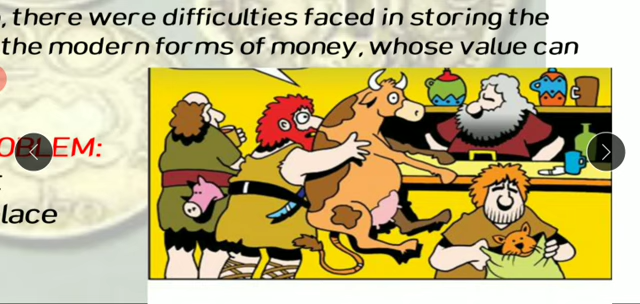 , there were difficulties faced in storing the
the modern forms of money, whose value can
OBLEM:
lace